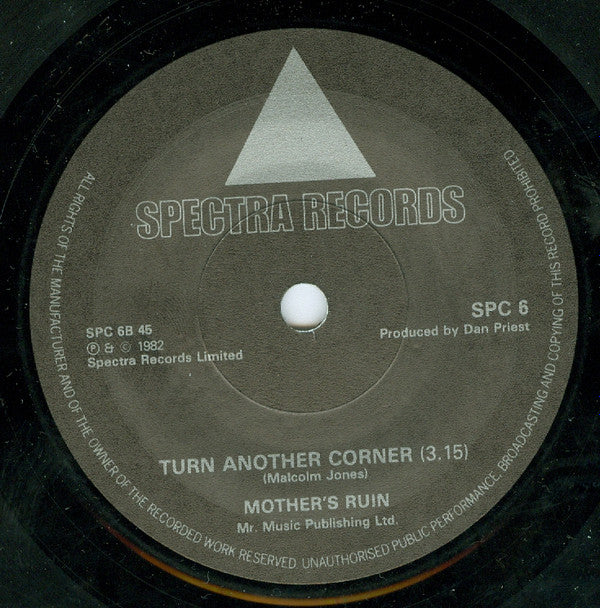 SPECTRA RECORDS
SPC 6B 45
Ⓟ & © 1982
Spectra Records Limited
SPC 6
Produced by Dan Priest
TURN ANOTHER CORNER (3.15)
(Malcolm Jones)
MOTHER'S RUIN
Mr. Music Publishing Ltd.
ALL RIGHTS OF THE MANUFACTURER AND OF THE OWNER OF THE RECORDED WORK RESERVED. UNAUTHORISED PUBLIC PERFORMANCE, BROADCASTING AND COPYING OF THIS RECORD PROHIBITED